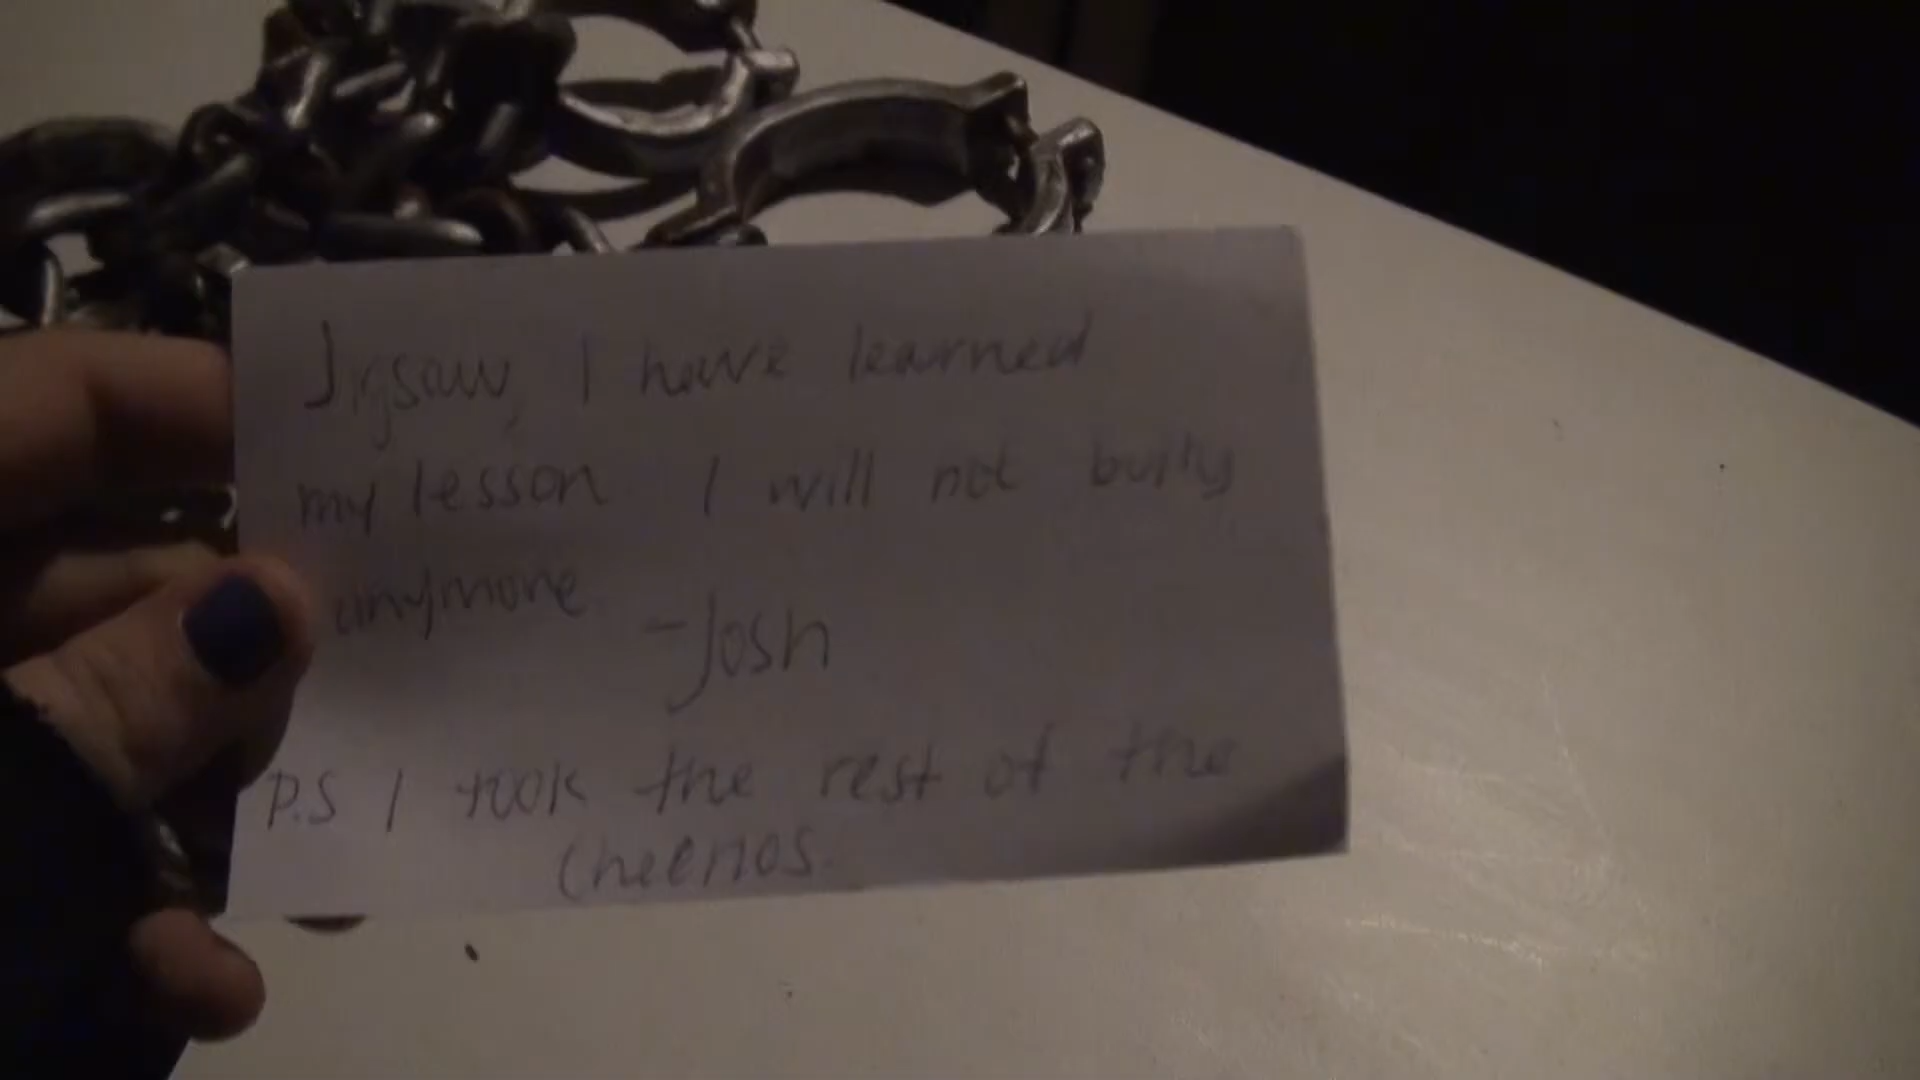 Jigsaw, I have learned
my lesson I will not bully
anymore
-Josh
P.S I took the rest of the
Cheerios.